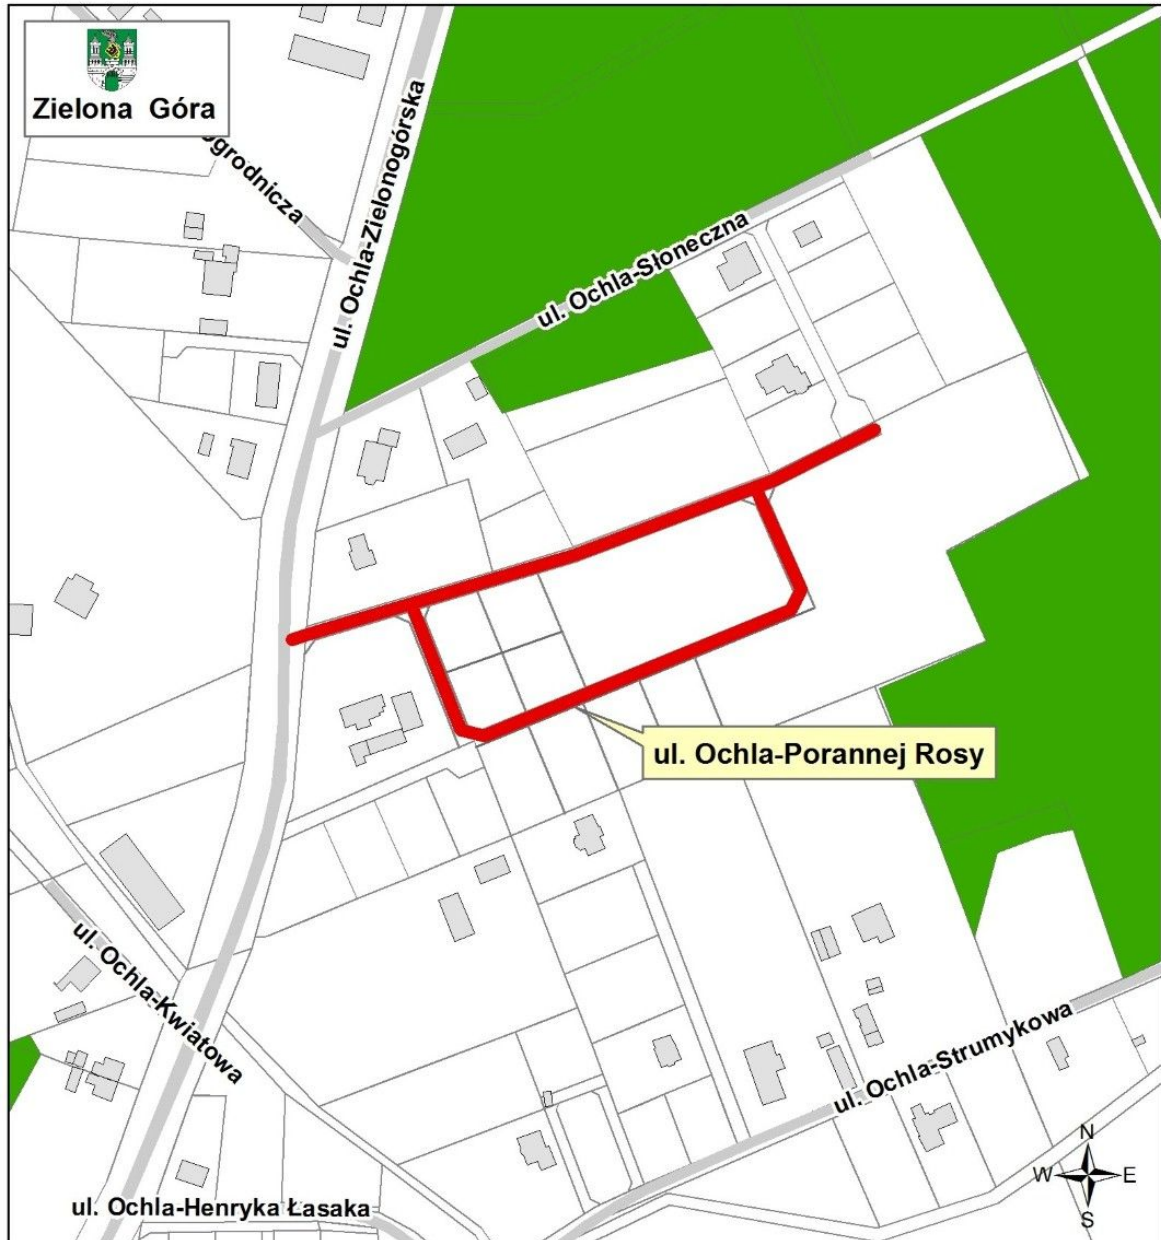 Zielona Góra
ogrodnicza
ul. Ochla-Zielonogórska
ul. Ochla-Słoneczna
ul. Ochla-Porannej Rosy
ul. Ochla-Kwiatowa
ul. Ochla-Strumykowa
ul. Ochla-Henryka Łasaka
N
W
E
S